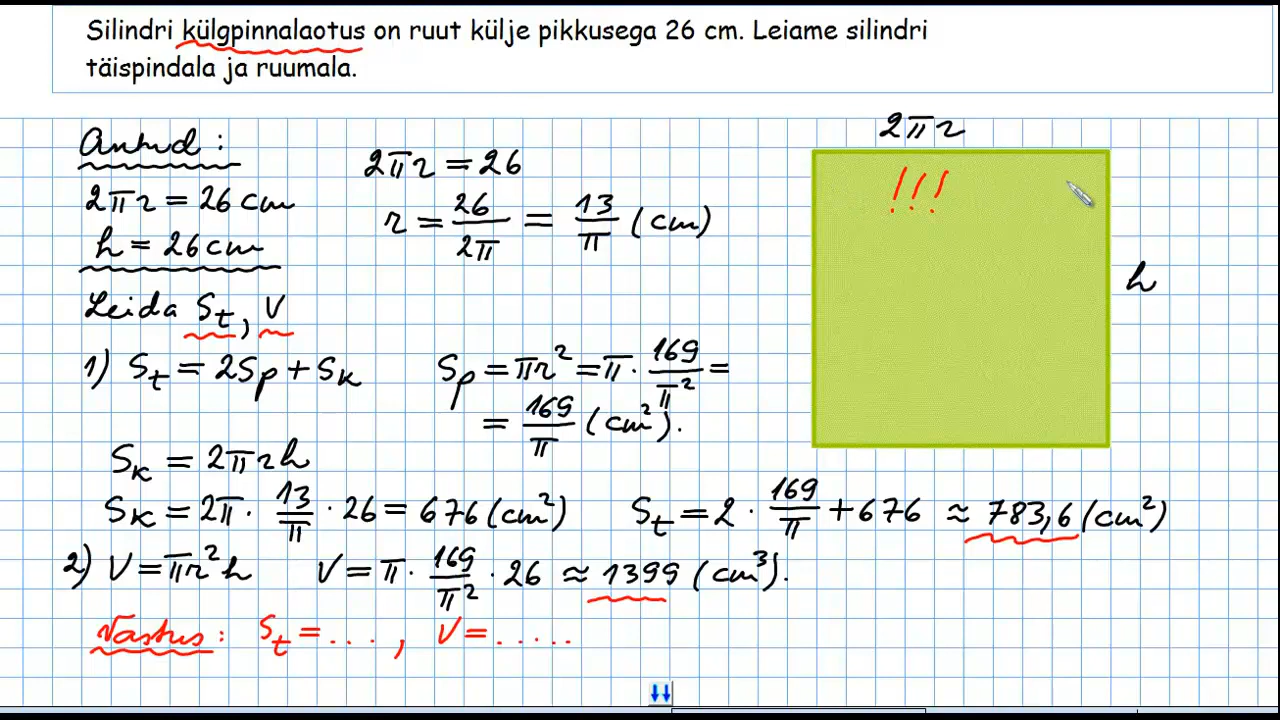 Silindri külgpinnalaotus on ruut külje pikkusega 26 cm. Leiame silindri
täispindala ja ruumala.
Antud:
2πr = 26 cm
h = 26 cm
Leida St, V
2πr = 26
r = 26/2π = 13/π (cm)
2πr
!!!
h
1) St = 2Sp + Sk
Sp = πr² = π · 169/π² =
= 169/π (cm²).
Sk = 2πrh
Sk = 2π · 13/π · 26 = 676 (cm²)
St = 2 · 169/π + 676 ≈ 783,6 (cm²)
2) V = πr²h
V = π · 169/π² · 26 ≈ 1399 (cm³).
Vastus: St = ..., V = .....